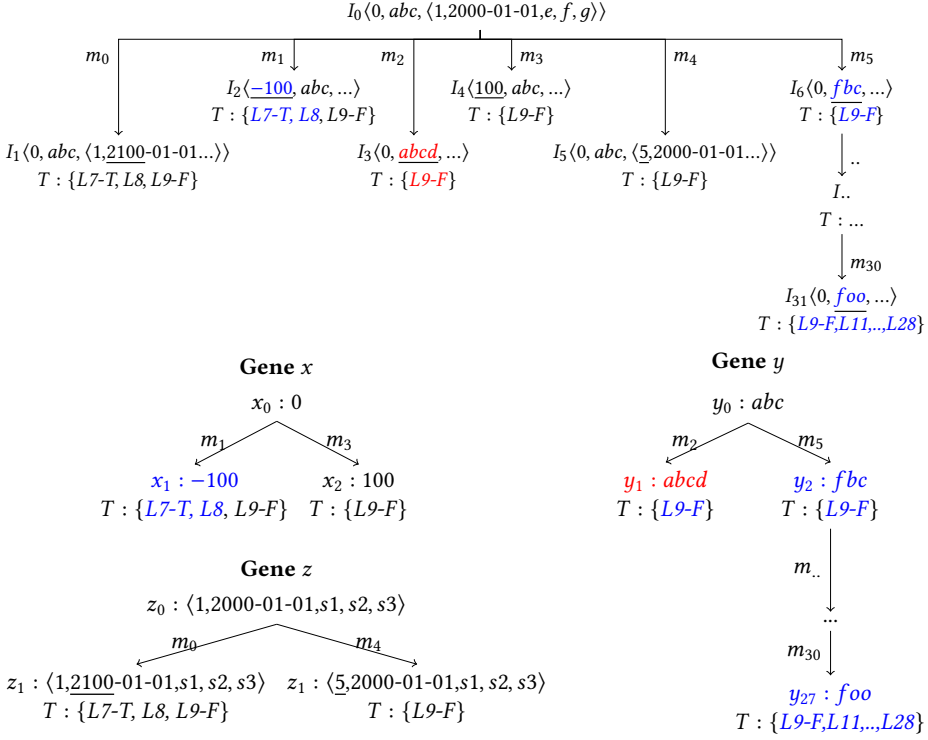 I₀⟨0, abc, ⟨1,2000-01-01,e, f, g⟩⟩
m₀ m₁ m₂ m₃ m₄ m₅
I₂⟨−100, abc, ...⟩ I₄⟨100, abc, ...⟩ I₆⟨0, fbc, ...⟩
T : {L7-T, L8, L9-F} T : {L9-F} T : {L9-F}
I₁⟨0, abc, ⟨1,2100-01-01...⟩⟩ I₃⟨0, abcd, ...⟩ I₅⟨0, abc, ⟨5,2000-01-01...⟩⟩ ..
T : {L7-T, L8, L9-F} T : {L9-F} T : {L9-F}
I..
T : ...
m₃₀
I₃₁⟨0, foo, ...⟩
T : {L9-F,L11,..,L28}
Gene x Gene y
x₀ : 0 y₀ : abc
m₁ m₃ m₂ m₅
x₁ : −100 x₂ : 100 y₁ : abcd y₂ : fbc
T : {L7-T, L8, L9-F} T : {L9-F} T : {L9-F} T : {L9-F}
Gene z m..
z₀ : ⟨1,2000-01-01,s1, s2, s3⟩ ...
m₀ m₄ m₃₀
z₁ : ⟨1,2100-01-01,s1, s2, s3⟩ z₁ : ⟨5,2000-01-01,s1, s2, s3⟩ y₂₇ : foo
T : {L7-T, L8, L9-F} T : {L9-F} T : {L9-F,L11,..,L28}